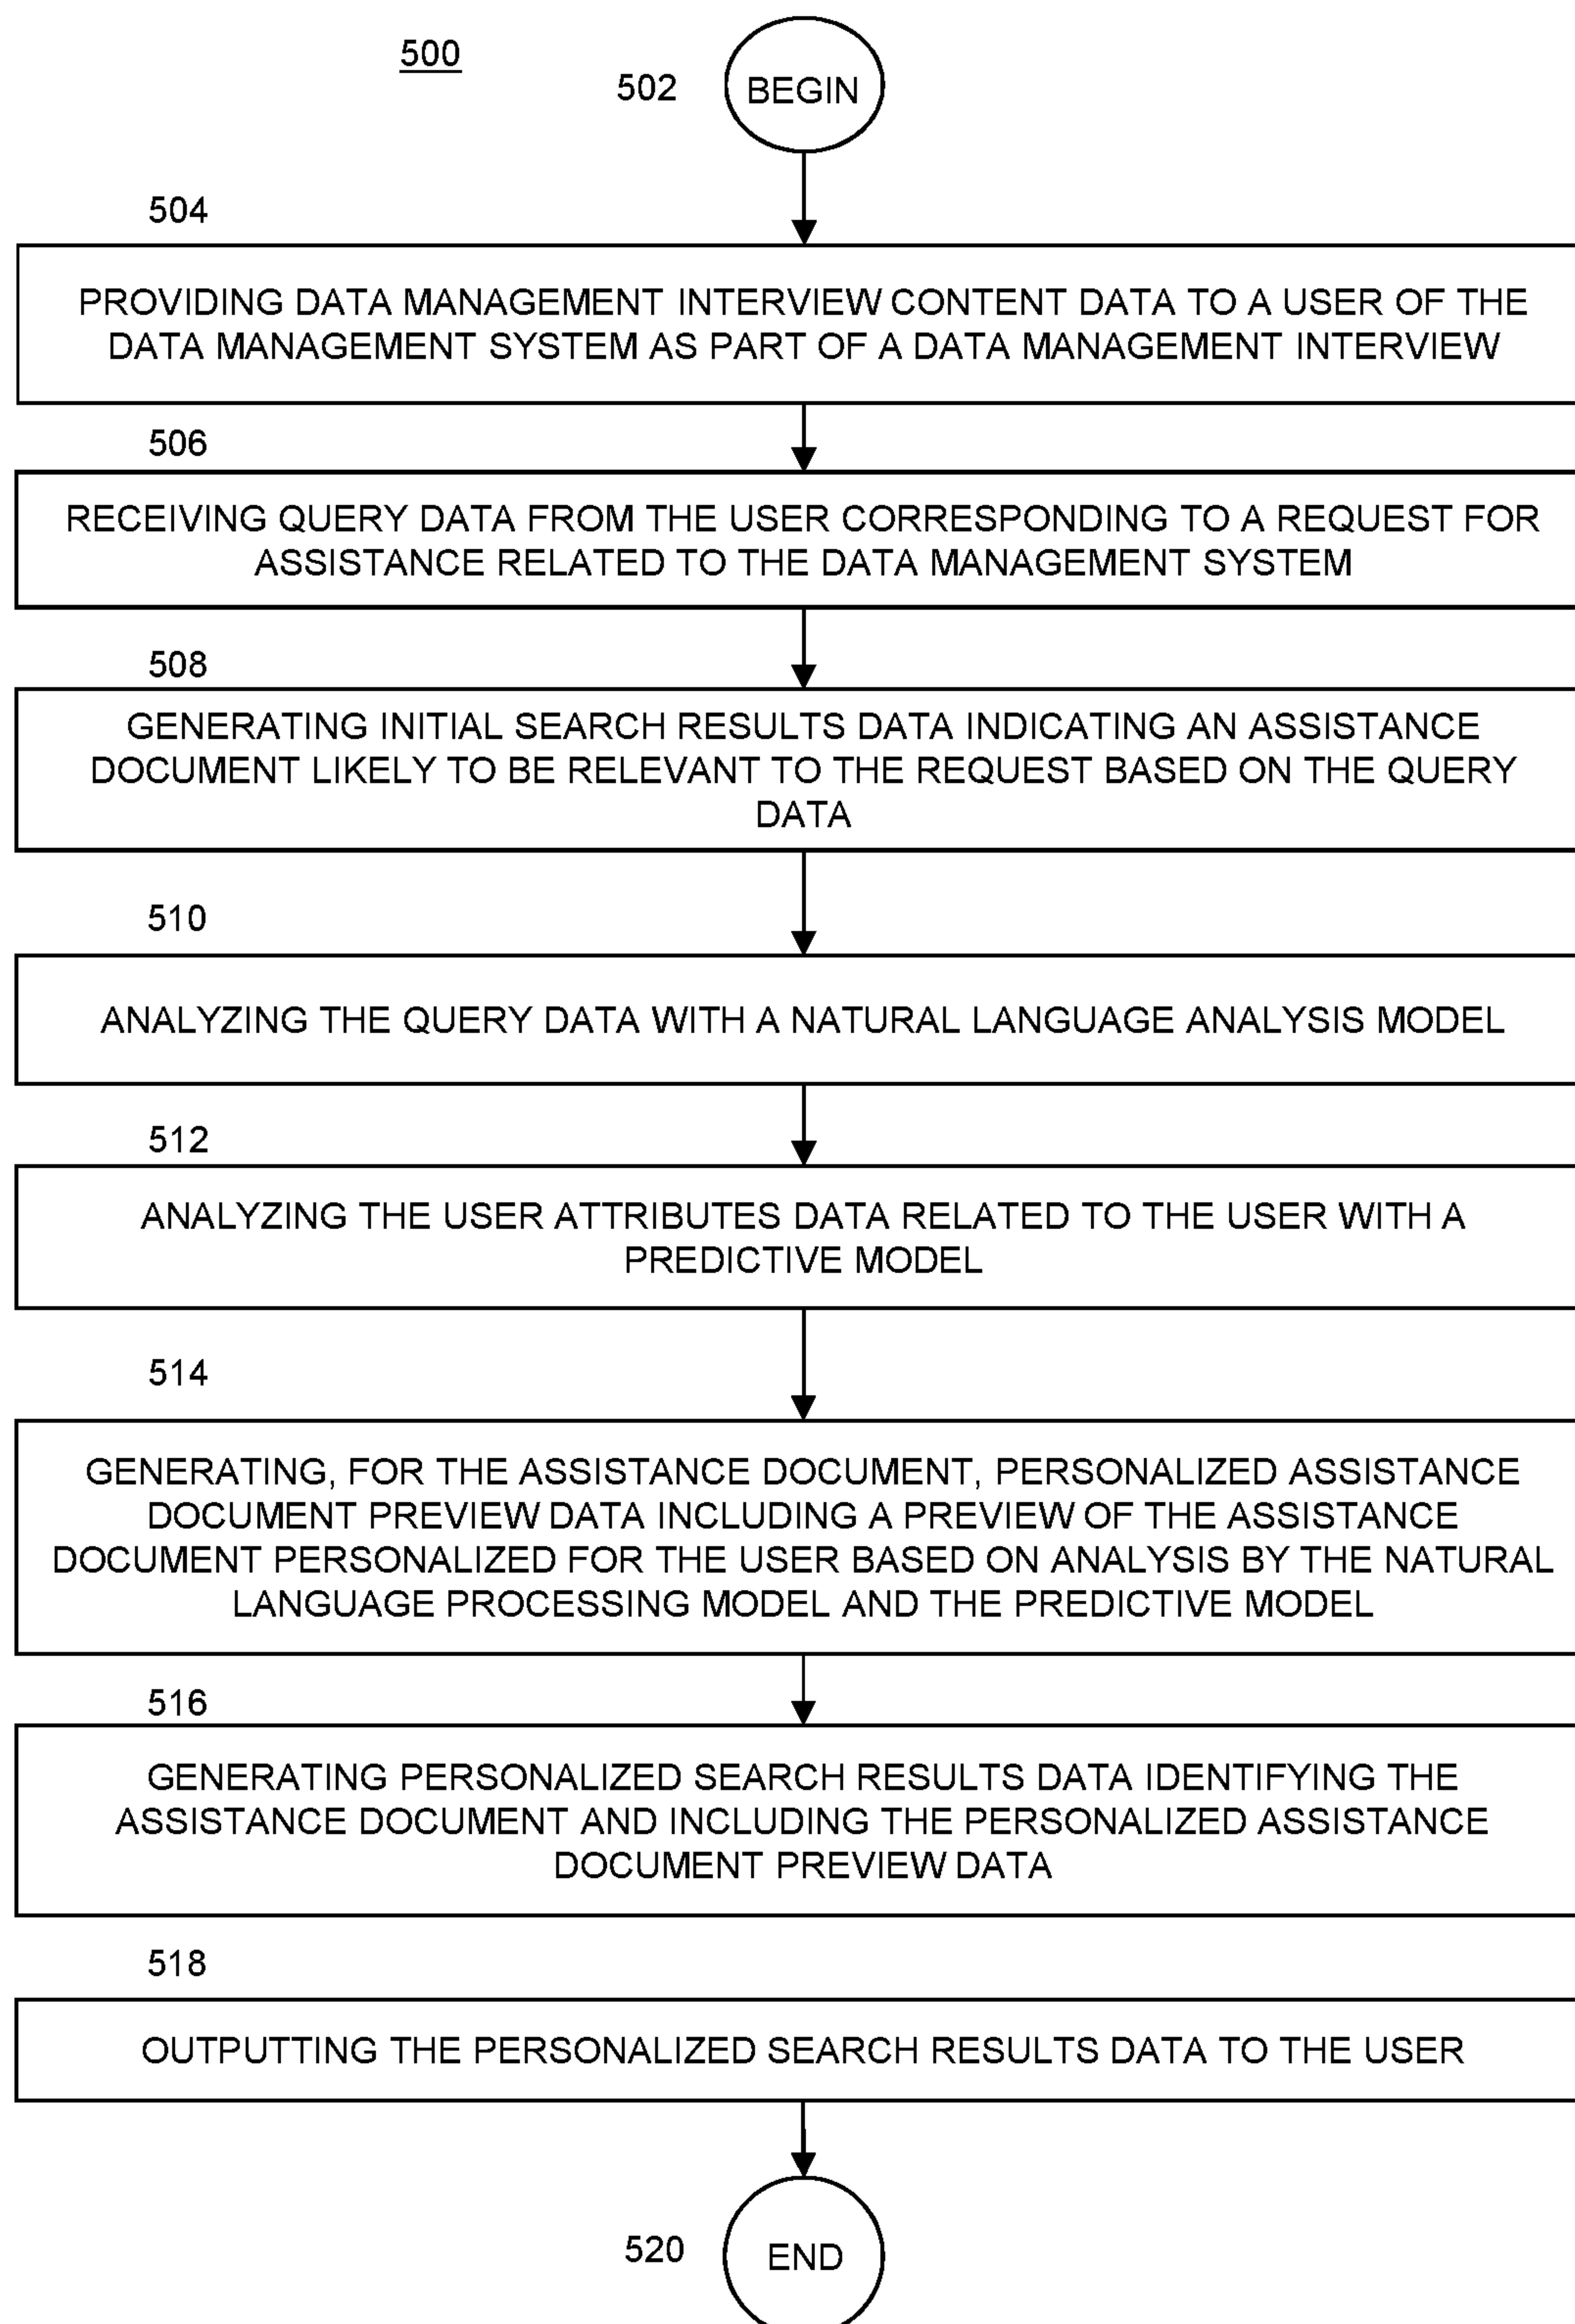 500
502
BEGIN
504
PROVIDING DATA MANAGEMENT INTERVIEW CONTENT DATA TO A USER OF THE
DATA MANAGEMENT SYSTEM AS PART OF A DATA MANAGEMENT INTERVIEW
506
RECEIVING QUERY DATA FROM THE USER CORRESPONDING TO A REQUEST FOR
ASSISTANCE RELATED TO THE DATA MANAGEMENT SYSTEM
508
GENERATING INITIAL SEARCH RESULTS DATA INDICATING AN ASSISTANCE
DOCUMENT LIKELY TO BE RELEVANT TO THE REQUEST BASED ON THE QUERY
DATA
510
ANALYZING THE QUERY DATA WITH A NATURAL LANGUAGE ANALYSIS MODEL
512
ANALYZING THE USER ATTRIBUTES DATA RELATED TO THE USER WITH A
PREDICTIVE MODEL
514
GENERATING, FOR THE ASSISTANCE DOCUMENT, PERSONALIZED ASSISTANCE
DOCUMENT PREVIEW DATA INCLUDING A PREVIEW OF THE ASSISTANCE
DOCUMENT PERSONALIZED FOR THE USER BASED ON ANALYSIS BY THE NATURAL
LANGUAGE PROCESSING MODEL AND THE PREDICTIVE MODEL
516
GENERATING PERSONALIZED SEARCH RESULTS DATA IDENTIFYING THE
ASSISTANCE DOCUMENT AND INCLUDING THE PERSONALIZED ASSISTANCE
DOCUMENT PREVIEW DATA
518
OUTPUTTING THE PERSONALIZED SEARCH RESULTS DATA TO THE USER
520
END